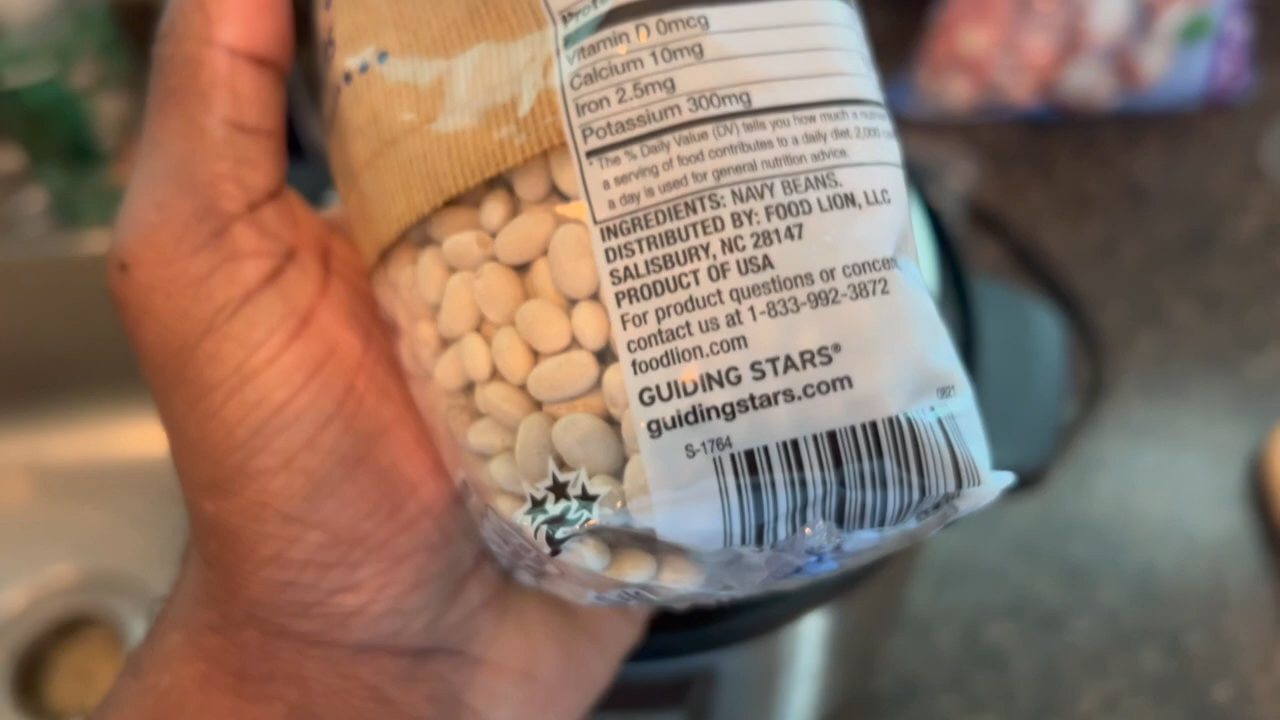 Vitamin D 0mcg
Calcium 10mg
Iron 2.5mg
Potassium 300mg
* The % Daily Value (DV) tells you how much a
a serving of food contributes to a daily diet. 2,000
a day is used for general nutrition advice.
INGREDIENTS: NAVY BEANS.
DISTRIBUTED BY: FOOD LION, LLC
SALISBURY, NC 28147
PRODUCT OF USA
For product questions or concer
contact us at 1-833-992-3872
foodlion.com
GUIDING STARS®
guidingstars.com
S-1764
0821